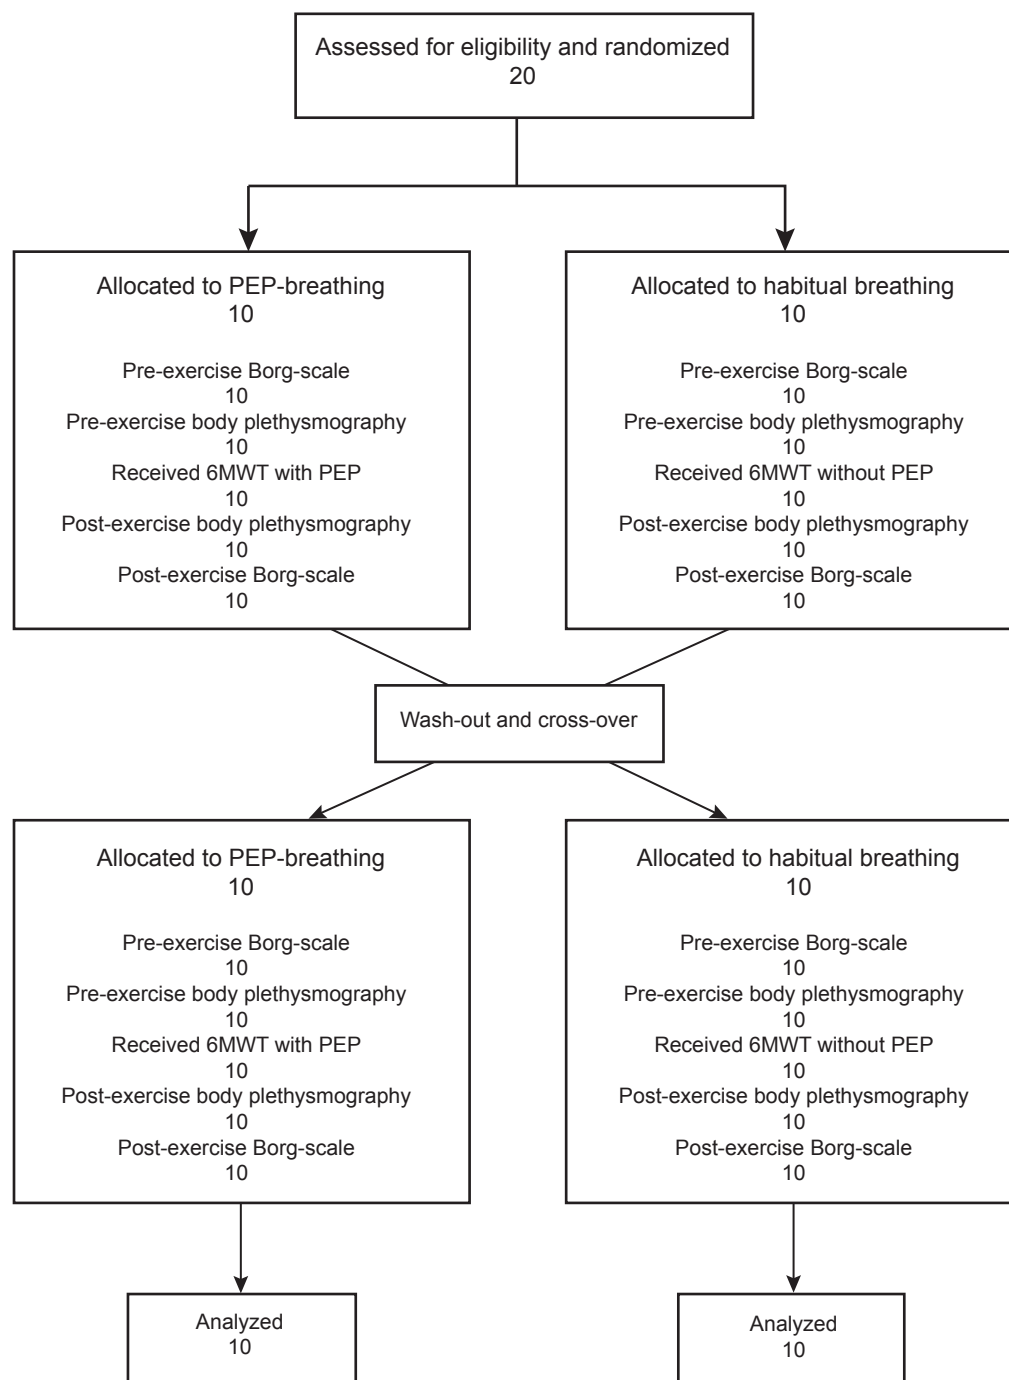 Assessed for eligibility and randomized
20
Allocated to PEP-breathing
10
Pre-exercise Borg-scale
10
Pre-exercise body plethysmography
10
Received 6MWT with PEP
10
Post-exercise body plethysmography
10
Post-exercise Borg-scale
10
Allocated to habitual breathing
10
Pre-exercise Borg-scale
10
Pre-exercise body plethysmography
10
Received 6MWT without PEP
10
Post-exercise body plethysmography
10
Post-exercise Borg-scale
10
Wash-out and cross-over
Allocated to PEP-breathing
10
Pre-exercise Borg-scale
10
Pre-exercise body plethysmography
10
Received 6MWT with PEP
10
Post-exercise body plethysmography
10
Post-exercise Borg-scale
10
Allocated to habitual breathing
10
Pre-exercise Borg-scale
10
Pre-exercise body plethysmography
10
Received 6MWT without PEP
10
Post-exercise body plethysmography
10
Post-exercise Borg-scale
10
Analyzed
10
Analyzed
10